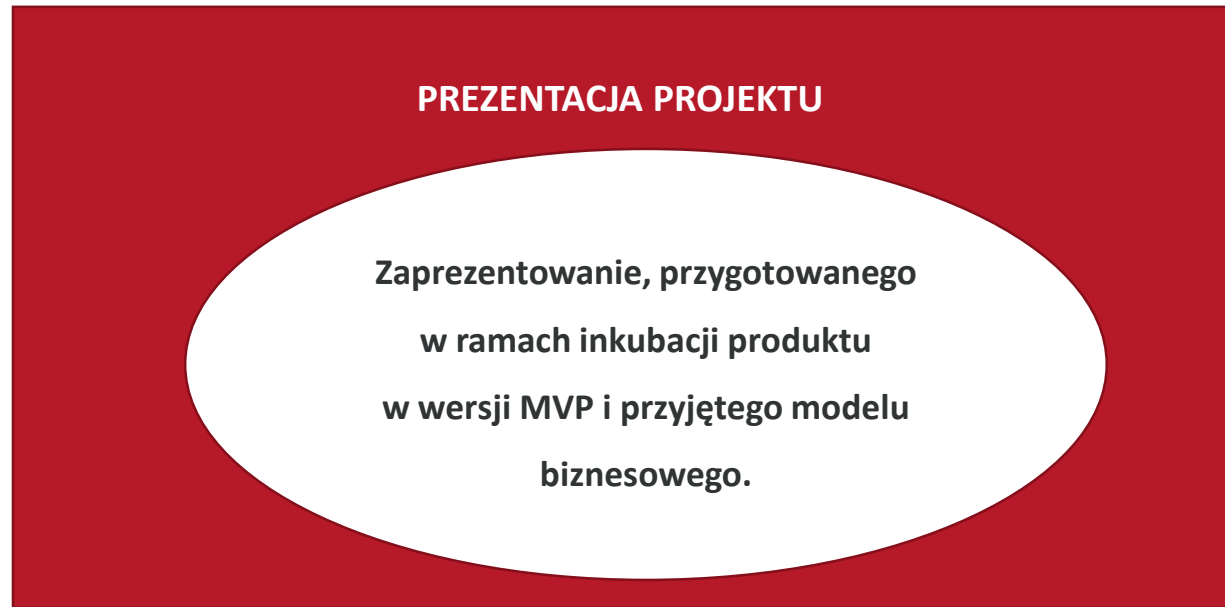 PREZENTACJA PROJEKTU
Zaprezentowanie, przygotowanego
w ramach inkubacji produktu
w wersji MVP i przyjętego modelu
biznesowego.